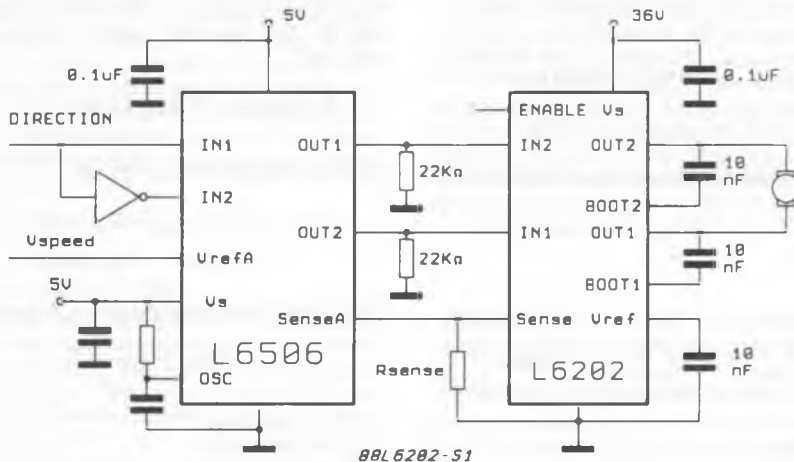 5V
36V
0.1uF
0.1uF
DIRECTION
ENABLE Vs
IN1
OUT1
IN2
OUT2
22KΩ
10
nF
IN2
BOOT2
Vspeed
OUT2
IN1
OUT1
VrefA
22KΩ
10
nF
5V
Vs
BOOT1
SenseA
Sense
Vref
L6506
Rsense
L6202
10
nF
OSC
88L6202-S1